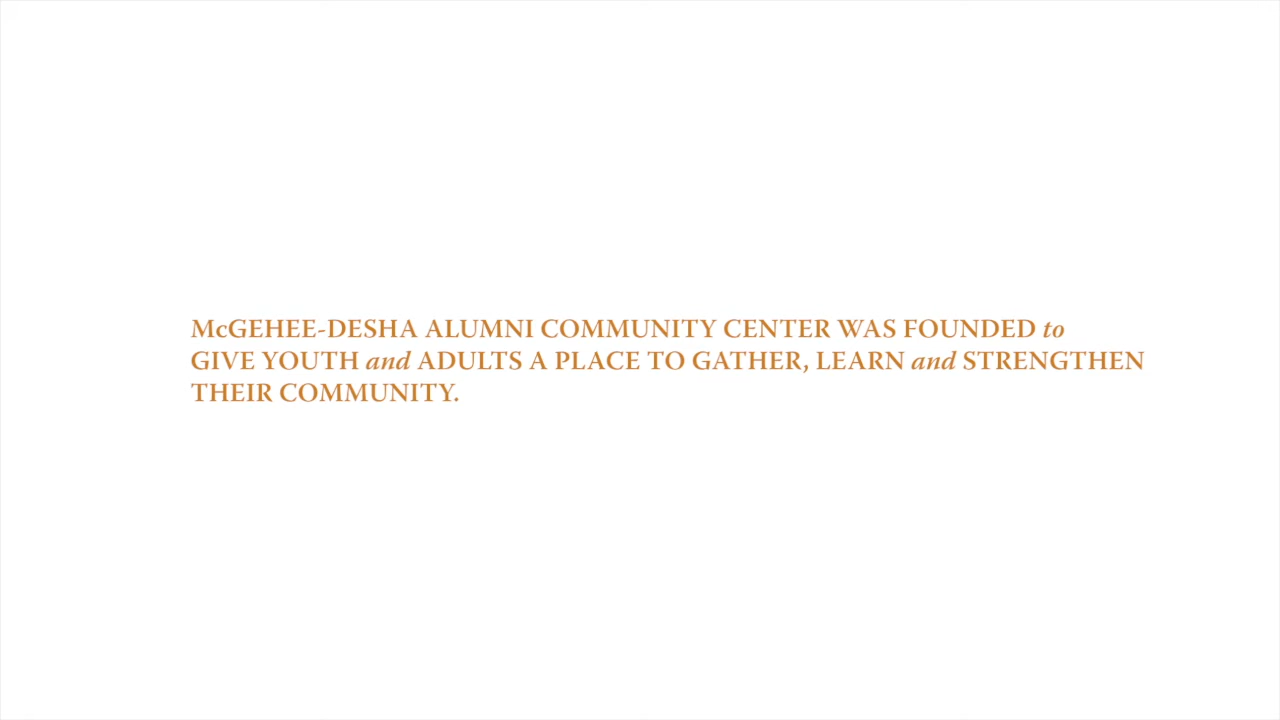 McGEHEE-DESHA ALUMNI COMMUNITY CENTER WAS FOUNDED to
GIVE YOUTH and ADULTS A PLACE TO GATHER, LEARN and STRENGTHEN
THEIR COMMUNITY.